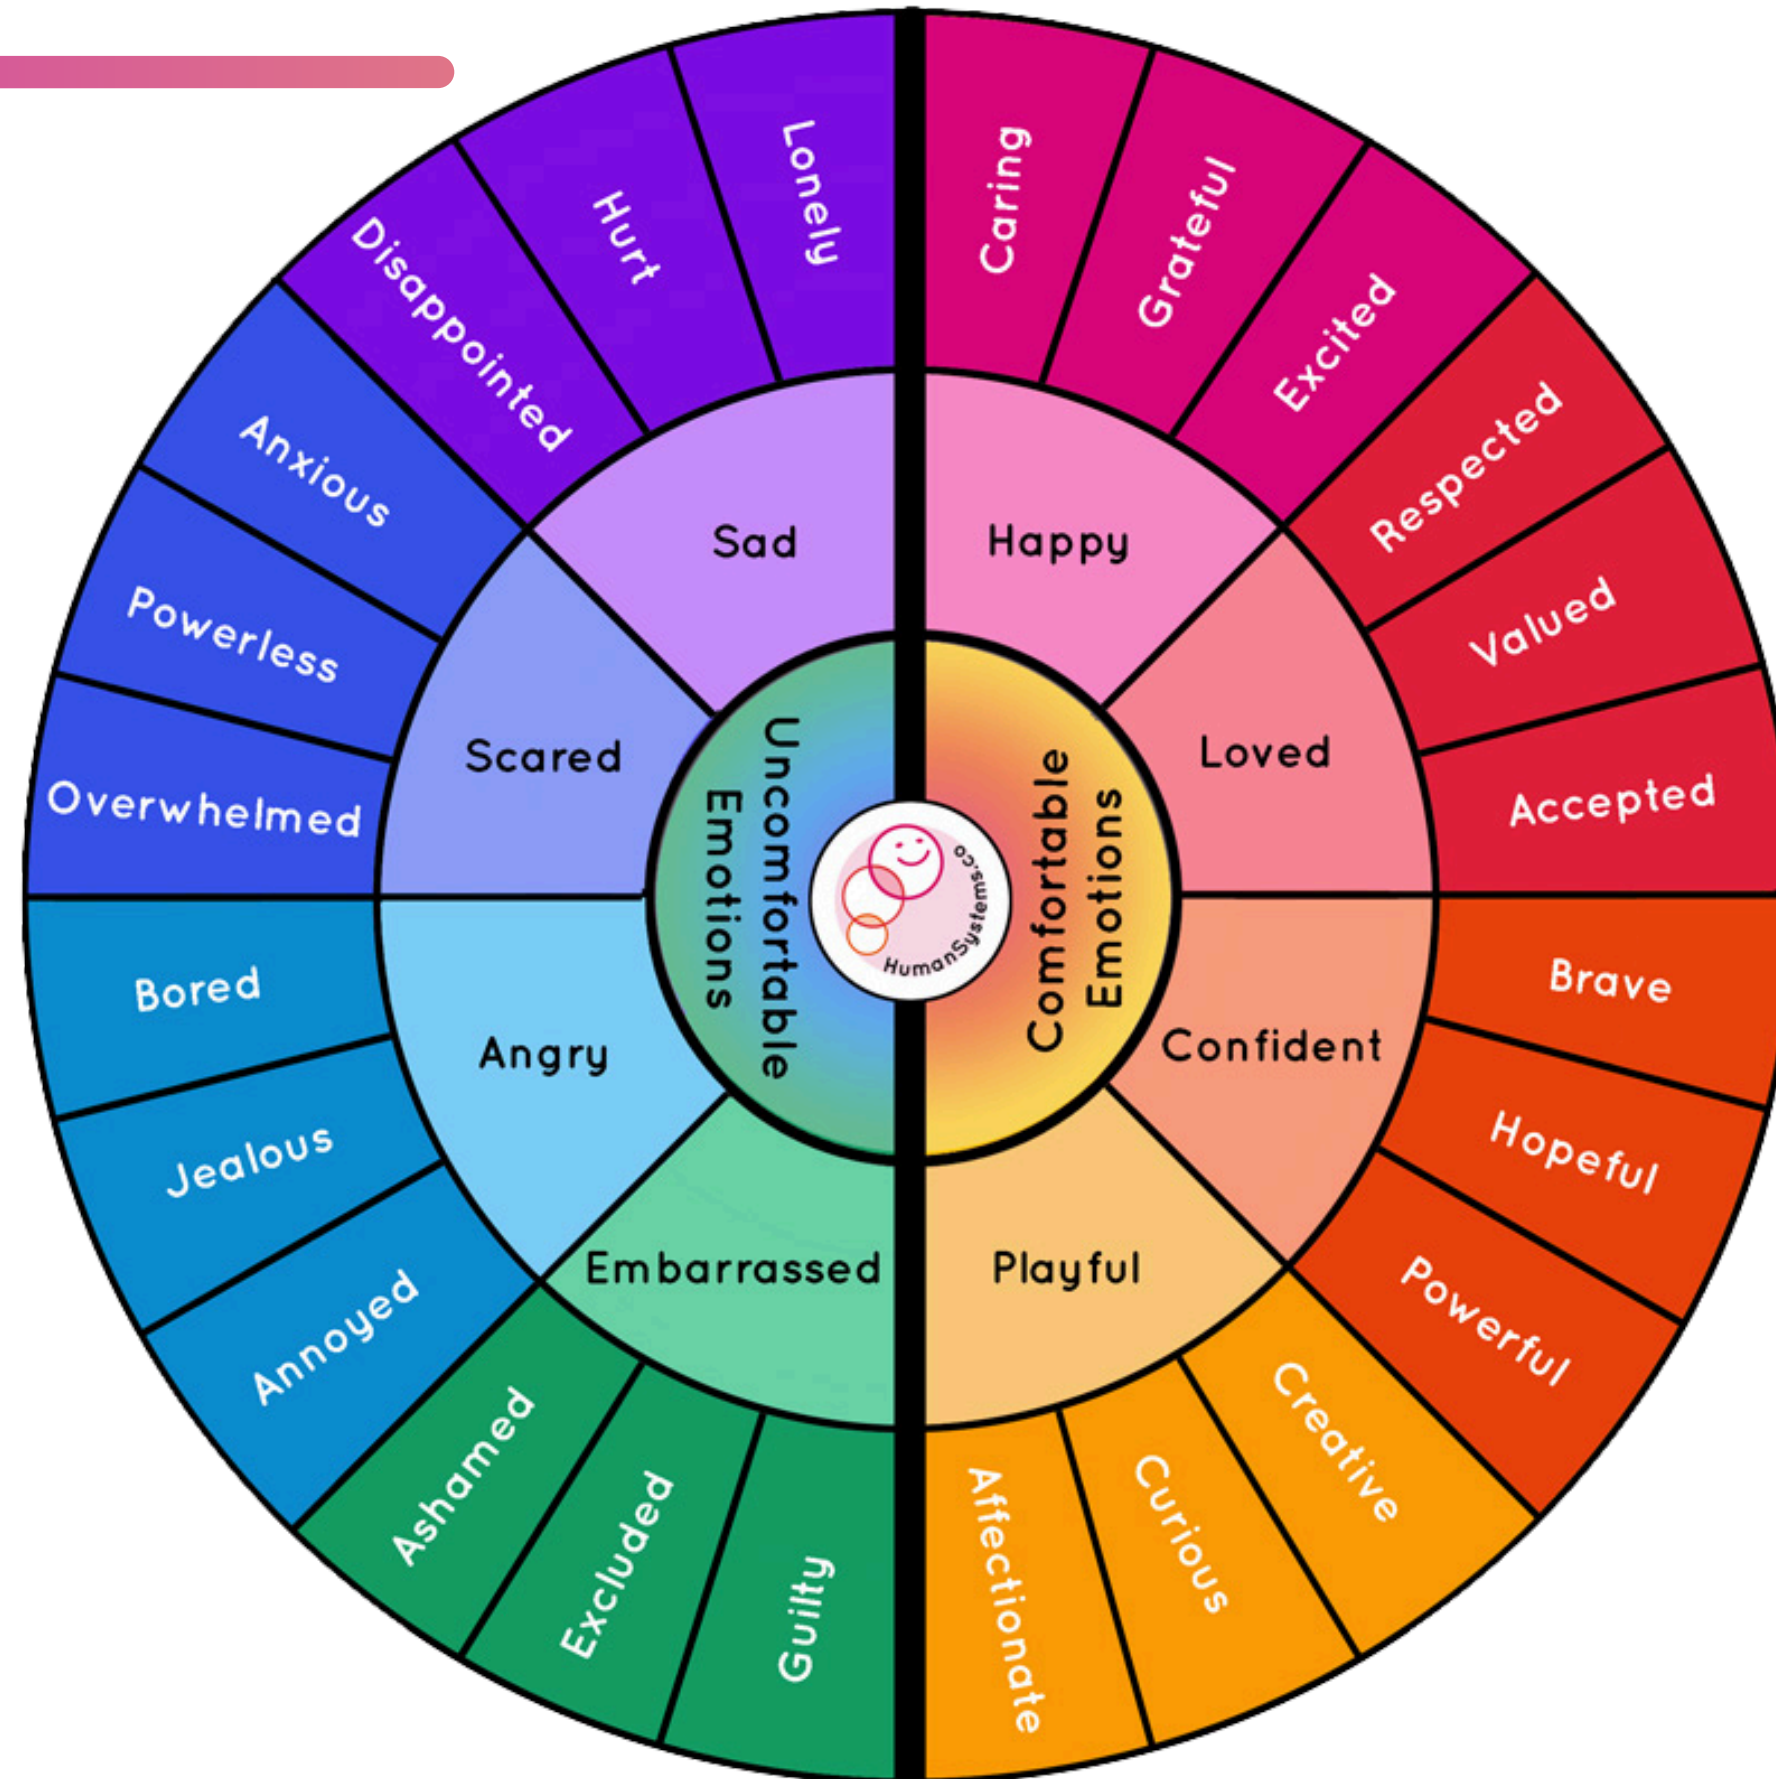 Lonely
Hurt
Disappointed
Anxious
Powerless
Overwhelmed
Bored
Jealous
Annoyed
Ashamed
Excluded
Guilty
Sad
Scared
Angry
Embarrassed
Uncomfortable
Emotions
HumanSystems.co
Comfortable
Emotions
Happy
Loved
Confident
Playful
Caring
Grateful
Excited
Respected
Valued
Accepted
Brave
Hopeful
Powerful
Creative
Curious
Affectionate